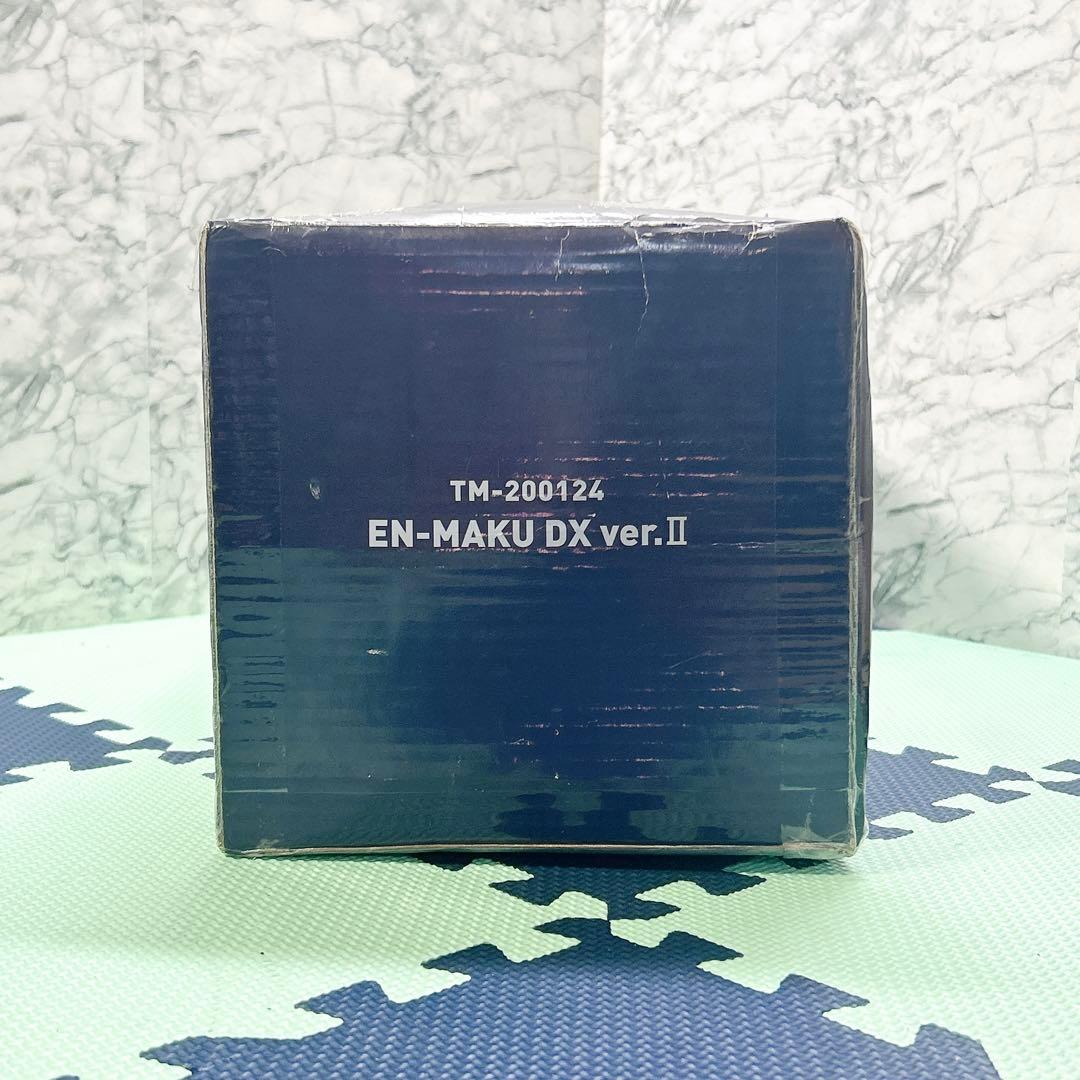 TM-200124
EN-MAKU DX ver.Ⅱ